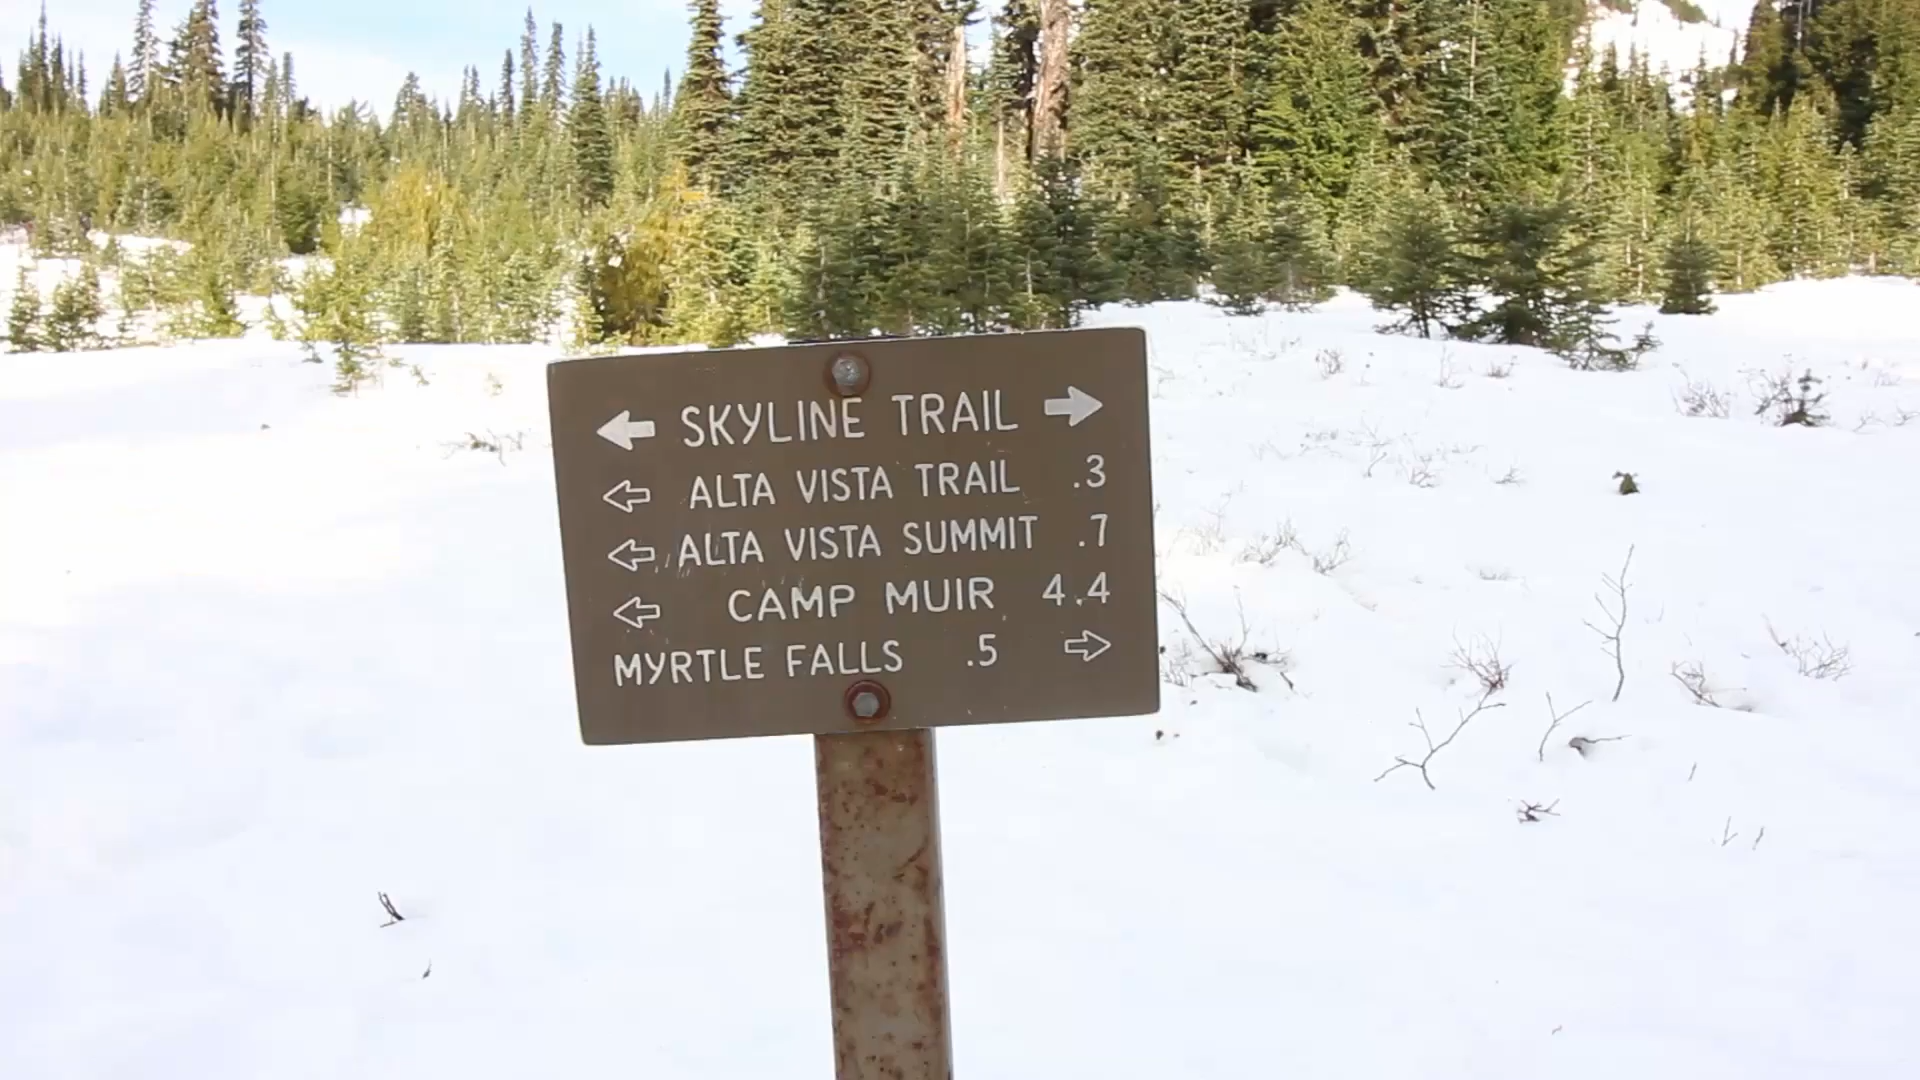 ← SKYLINE TRAIL →
← ALTA VISTA TRAIL .3
← ALTA VISTA SUMMIT .7
← CAMP MUIR 4.4
MYRTLE FALLS .5 →